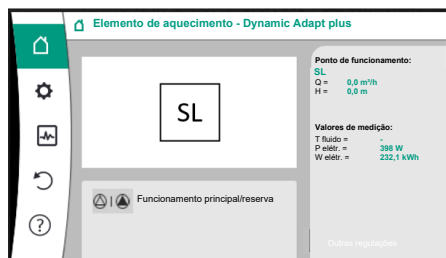 Elemento de aquecimento - Dynamic Adapt plus
SL
Funcionamento principal/reserva
Ponto de funcionamento:
SL
Q = 0,0 m³/h
H = 0,0 m
Valores de medição:
T fluido = -
P elétr. = 398 W
W elétr. = 232,1 kWh
Outras regulações
?